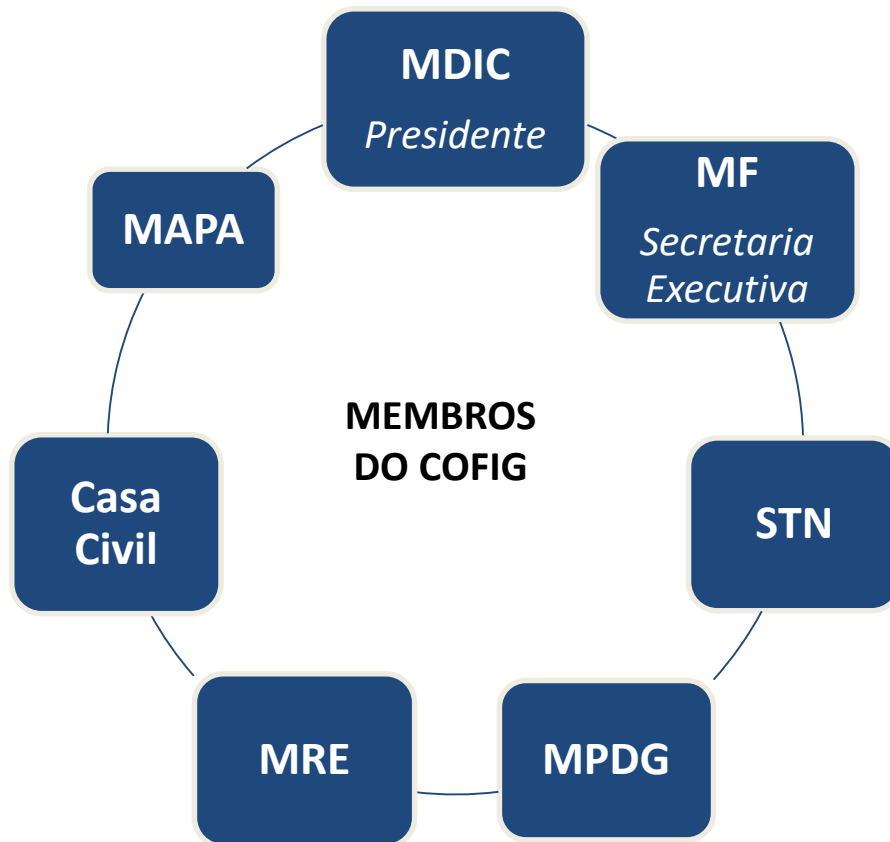 MDIC
Presidente
MF
Secretaria
Executiva
MAPA
MEMBROS
DO COFIG
Casa
Civil
STN
MRE
MPDG